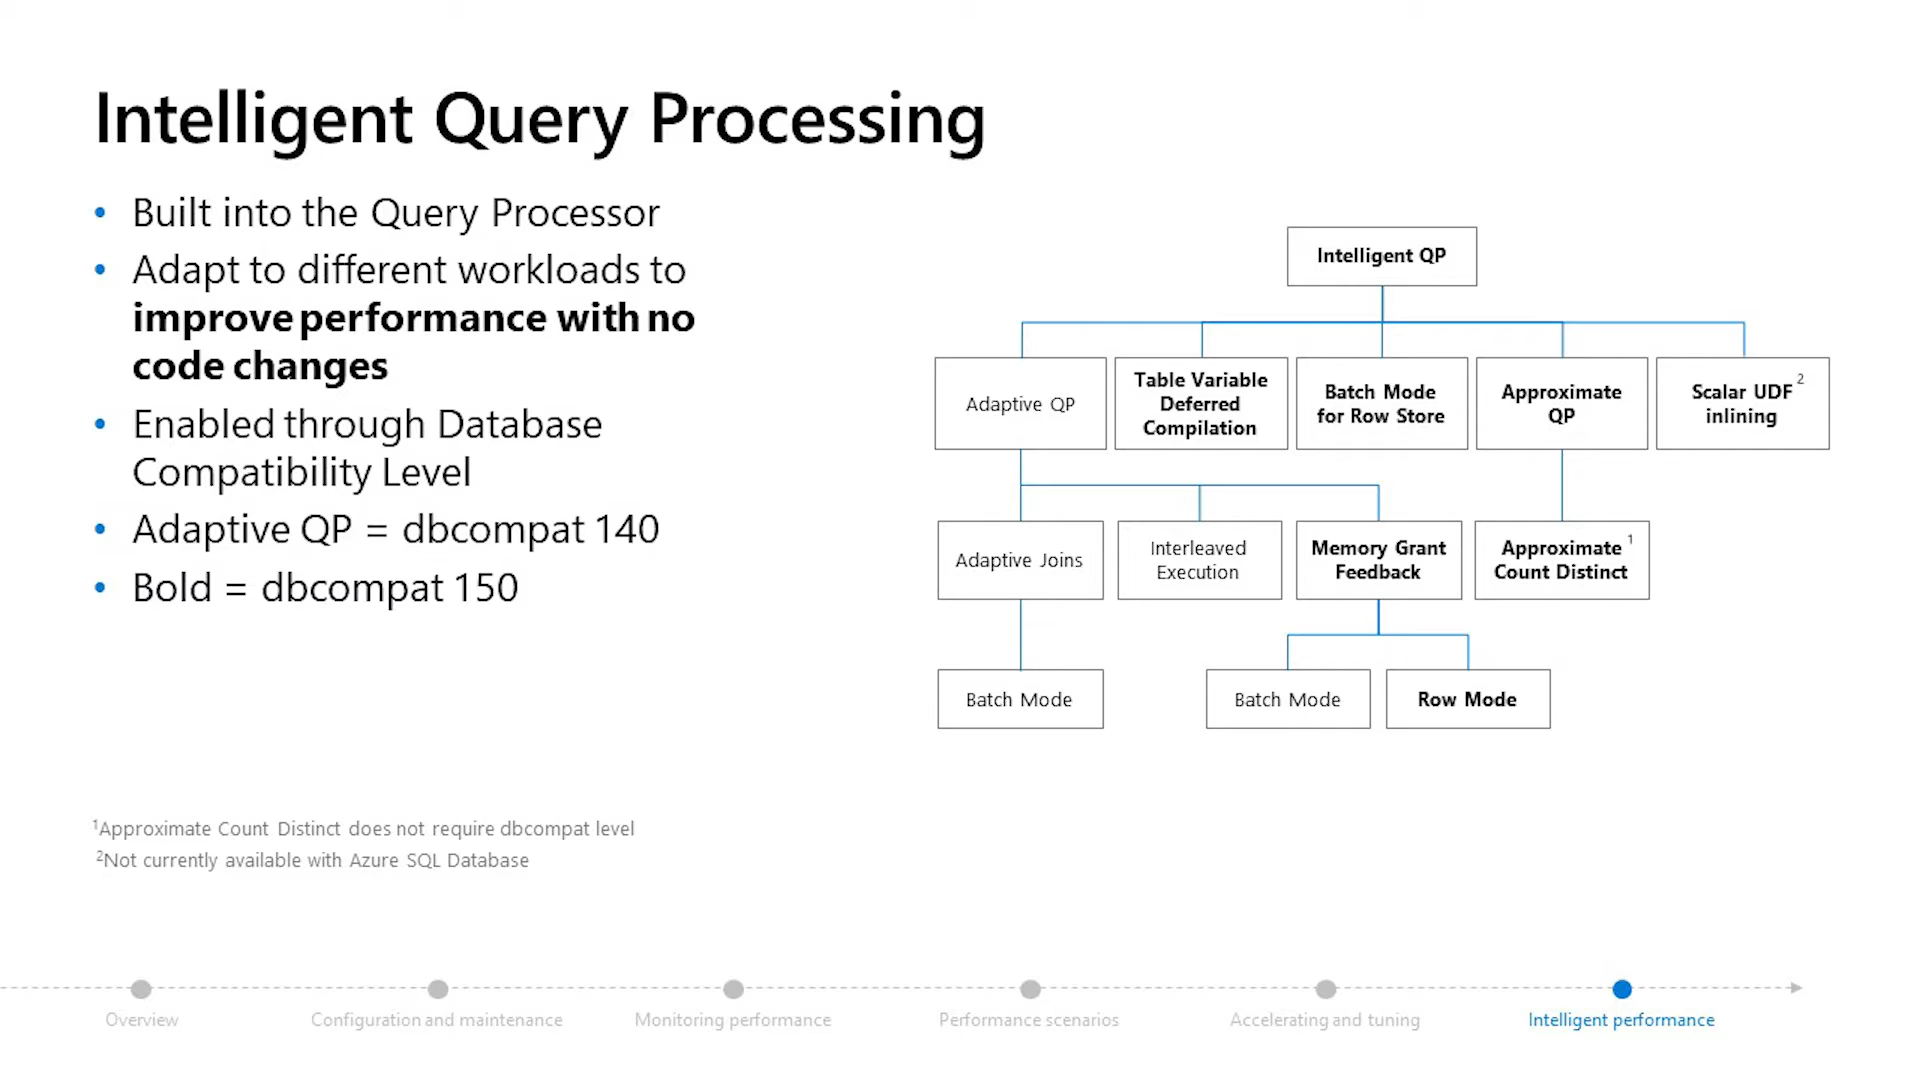 Intelligent Query Processing
• Built into the Query Processor
• Adapt to different workloads to
improve performance with no
code changes
• Enabled through Database
Compatibility Level
• Adaptive QP = dbcompat 140
• Bold = dbcompat 150
Intelligent QP
Adaptive QP
Table Variable
Deferred
Compilation
Batch Mode
for Row Store
Approximate
QP
Scalar UDF ²
inlining
Adaptive Joins
Interleaved
Execution
Memory Grant
Feedback
Approximate ¹
Count Distinct
Batch Mode
Batch Mode
Row Mode
¹Approximate Count Distinct does not require dbcompat level
²Not currently available with Azure SQL Database
Overview
Configuration and maintenance
Monitoring performance
Performance scenarios
Accelerating and tuning
Intelligent performance